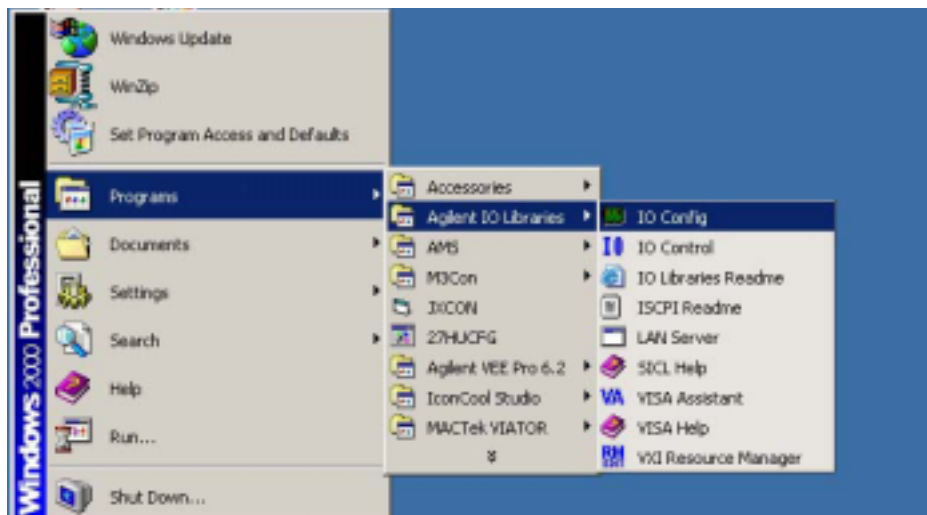 Windows 2000 Professional
Windows Update
WinZip
Set Program Access and Defaults
Programs
Documents
Settings
Search
Help
Run...
Shut Down...
Accessories
Agilent IO Libraries
AMS
M3Con
IXCON
27HUCFG
Agilent VEE Pro 6.2
IconCool Studio
MACTek VIATOR
IO Config
IO Control
IO Libraries Readme
ISCPI Readme
LAN Server
SICL Help
VISA Assistant
VISA Help
VXI Resource Manager